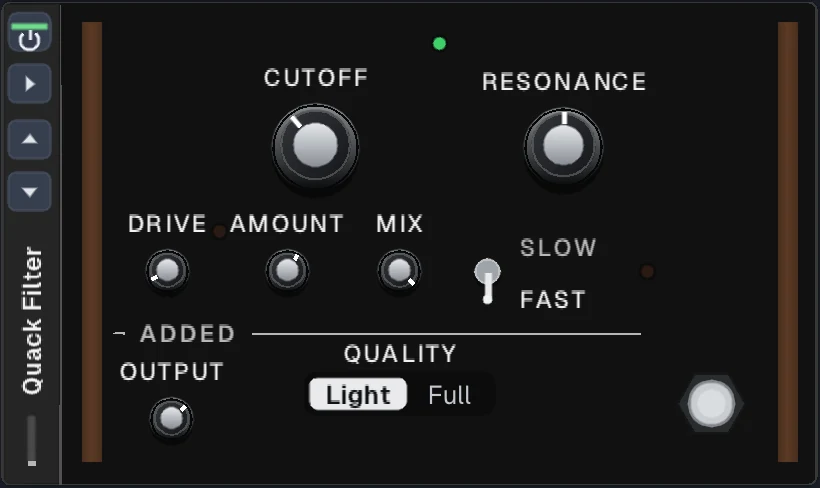 CUTOFF
RESONANCE
DRIVE
AMOUNT
MIX
SLOW
FAST
ADDED
OUTPUT
QUALITY
Light
Full
Quack Filter